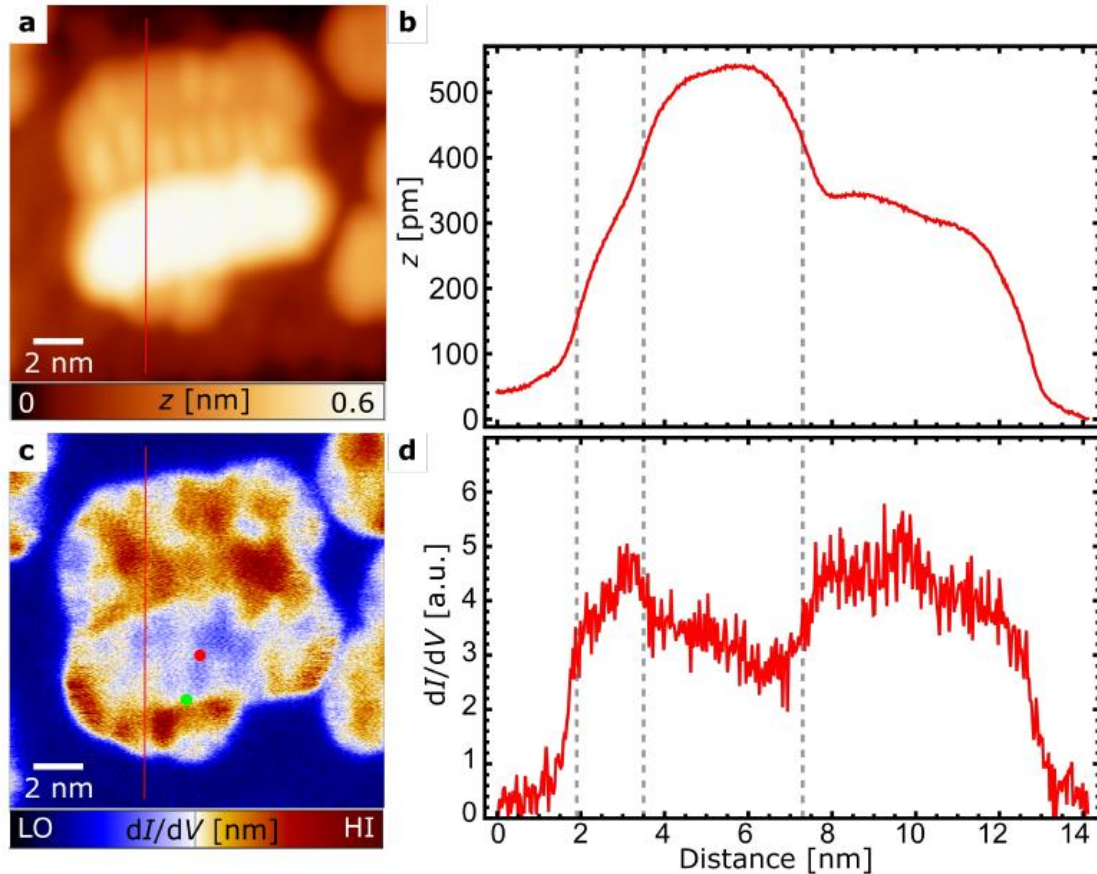 a
2 nm
0 z [nm] 0.6
b
z [pm]
500
400
300
200
100
0
c
2 nm
LO dI/dV [nm] HI
d
dI/dV [a.u.]
6
5
4
3
2
1
0
0 2 4 6 8 10 12 14
Distance [nm]